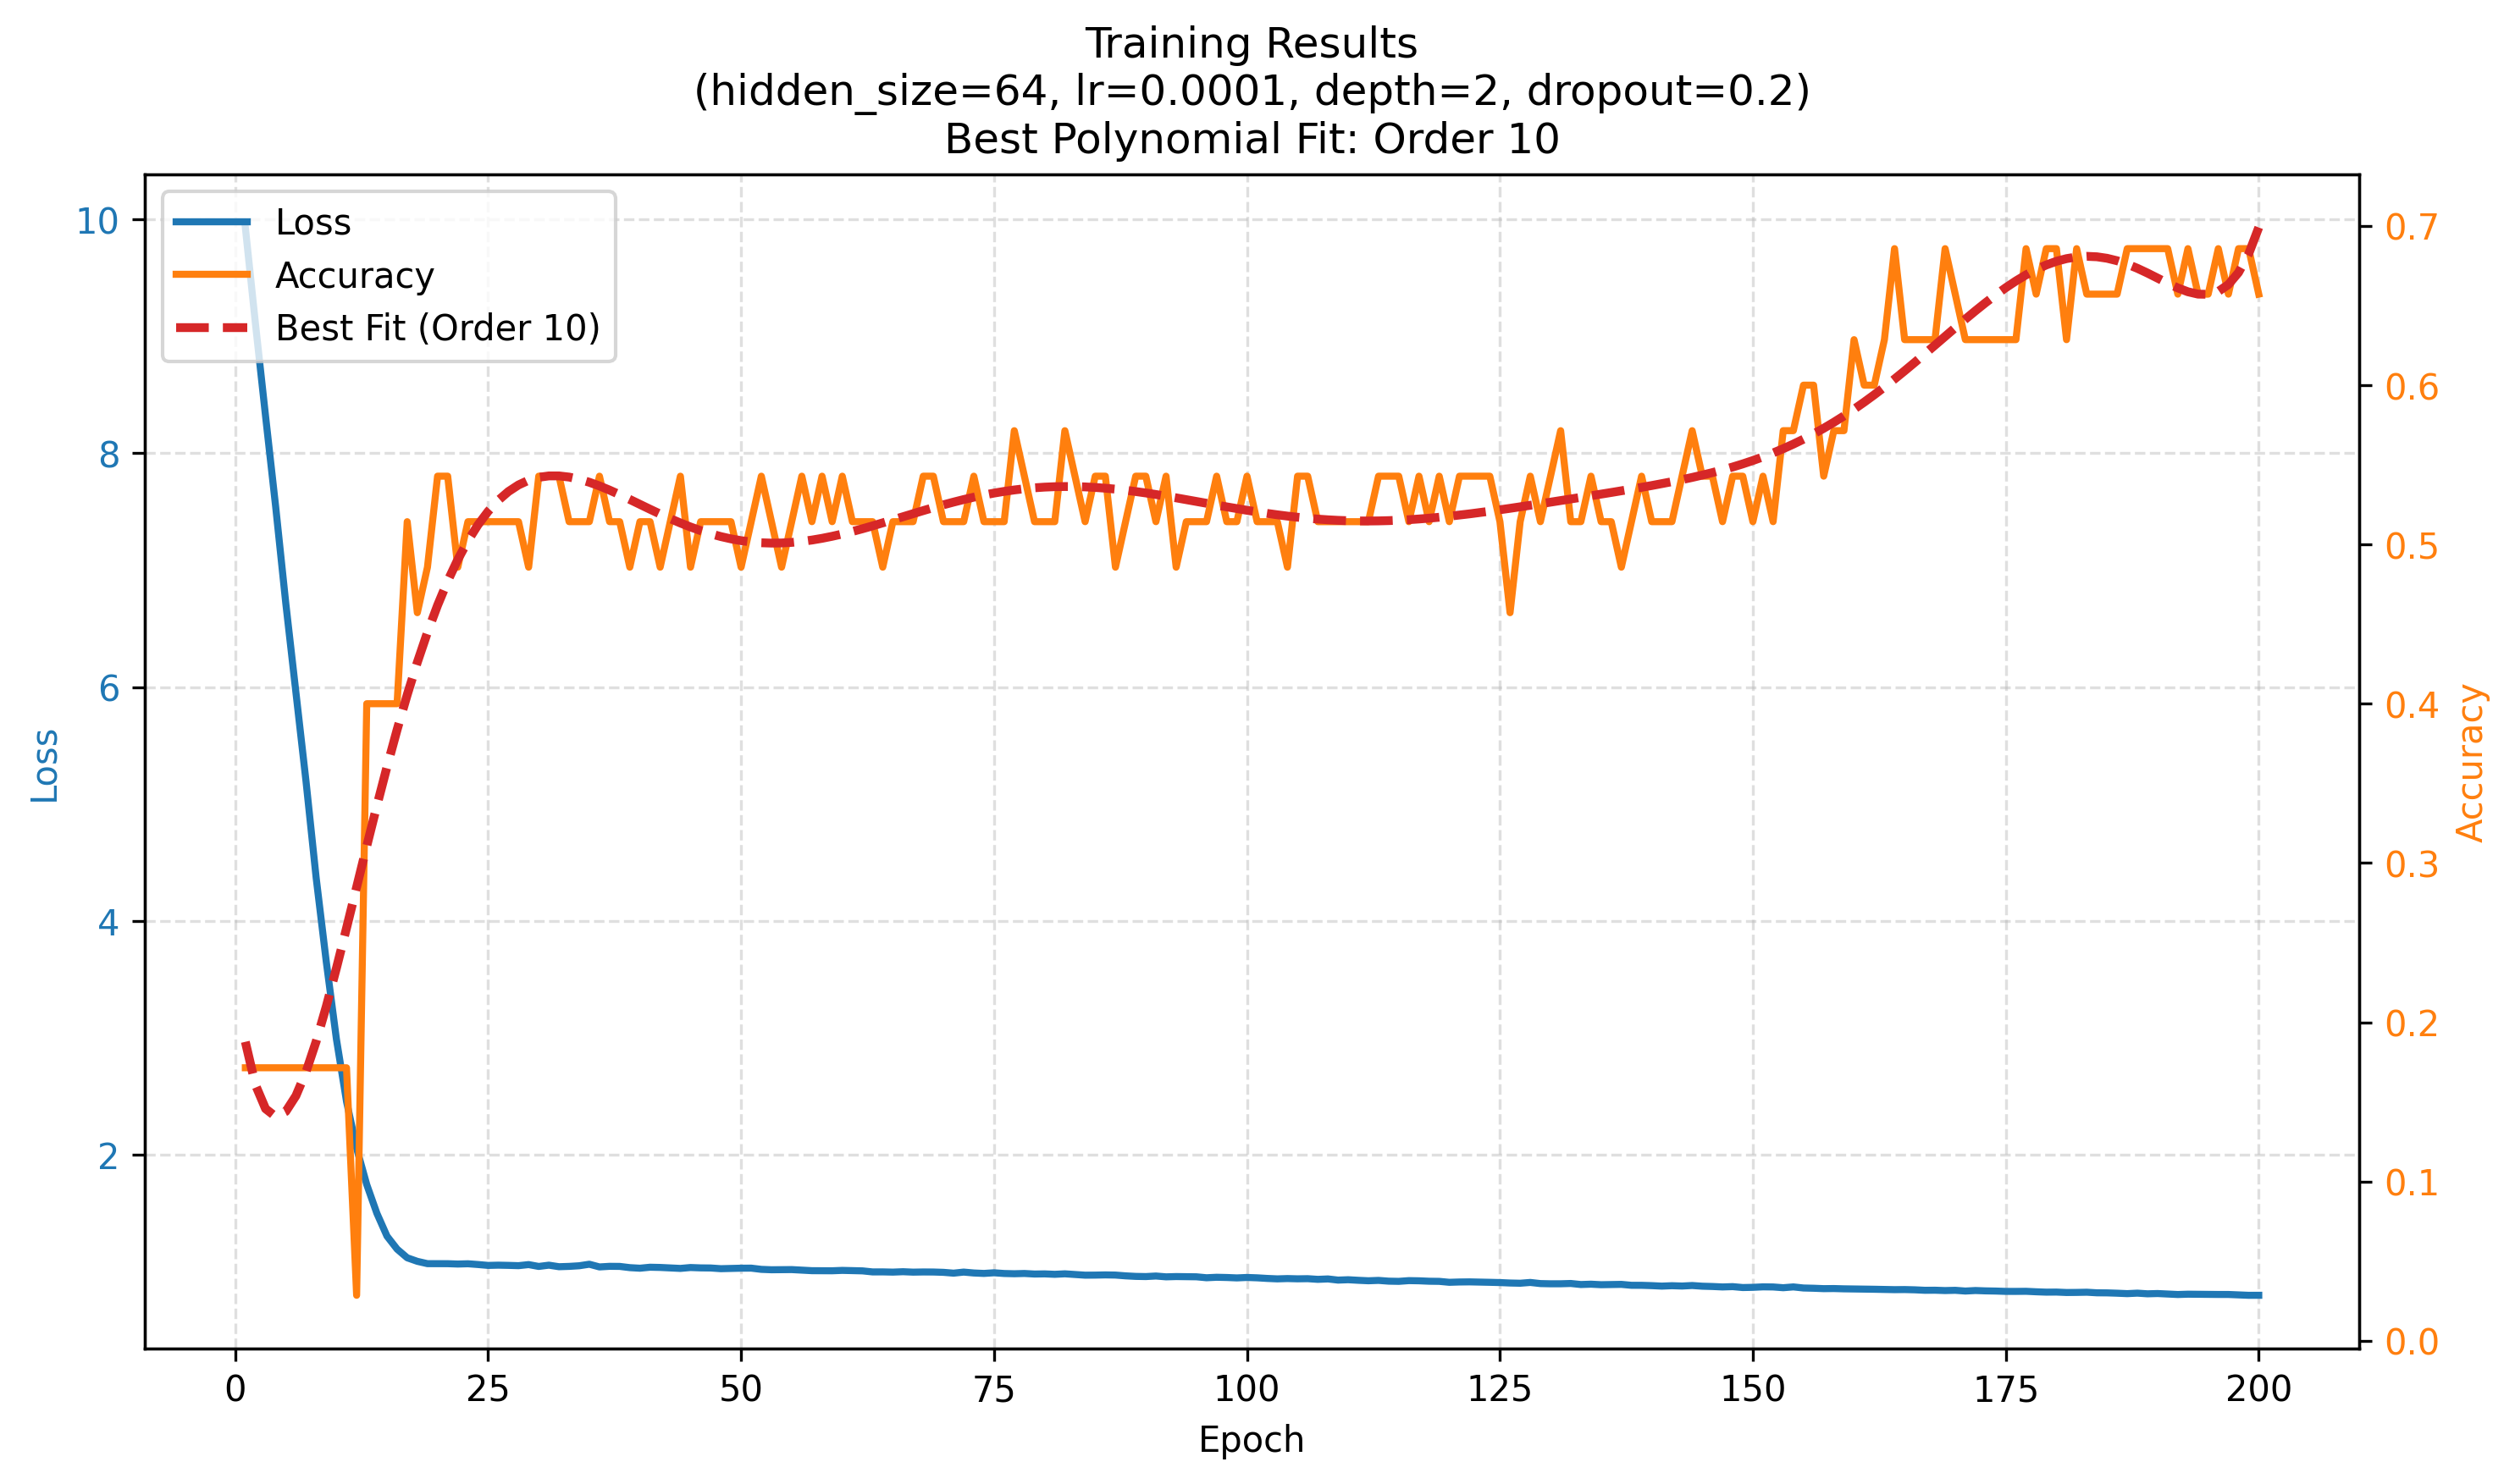 Training Results
(hidden_size=64, lr=0.0001, depth=2, dropout=0.2)
Best Polynomial Fit: Order 10
Loss
Accuracy
Best Fit (Order 10)
10
8
6
4
2
Loss
0.7
0.6
0.5
0.4
0.3
0.2
0.1
0.0
Accuracy
0 25 50 75 100 125 150 175 200
Epoch